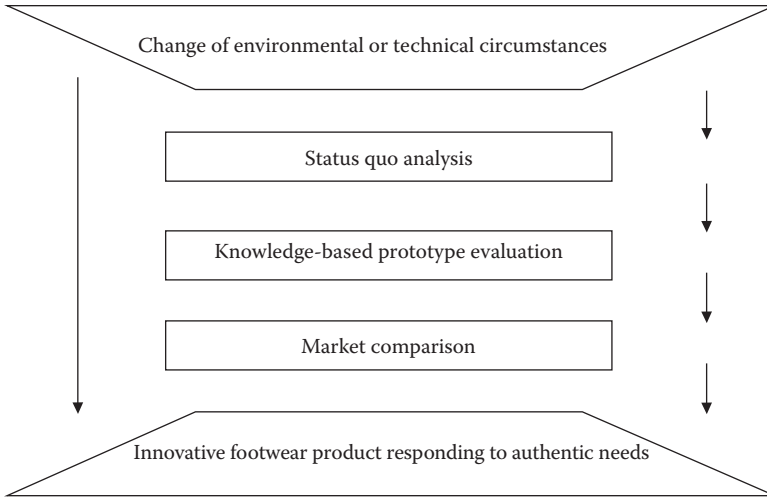 Change of environmental or technical circumstances
Status quo analysis
Knowledge-based prototype evaluation
Market comparison
Innovative footwear product responding to authentic needs